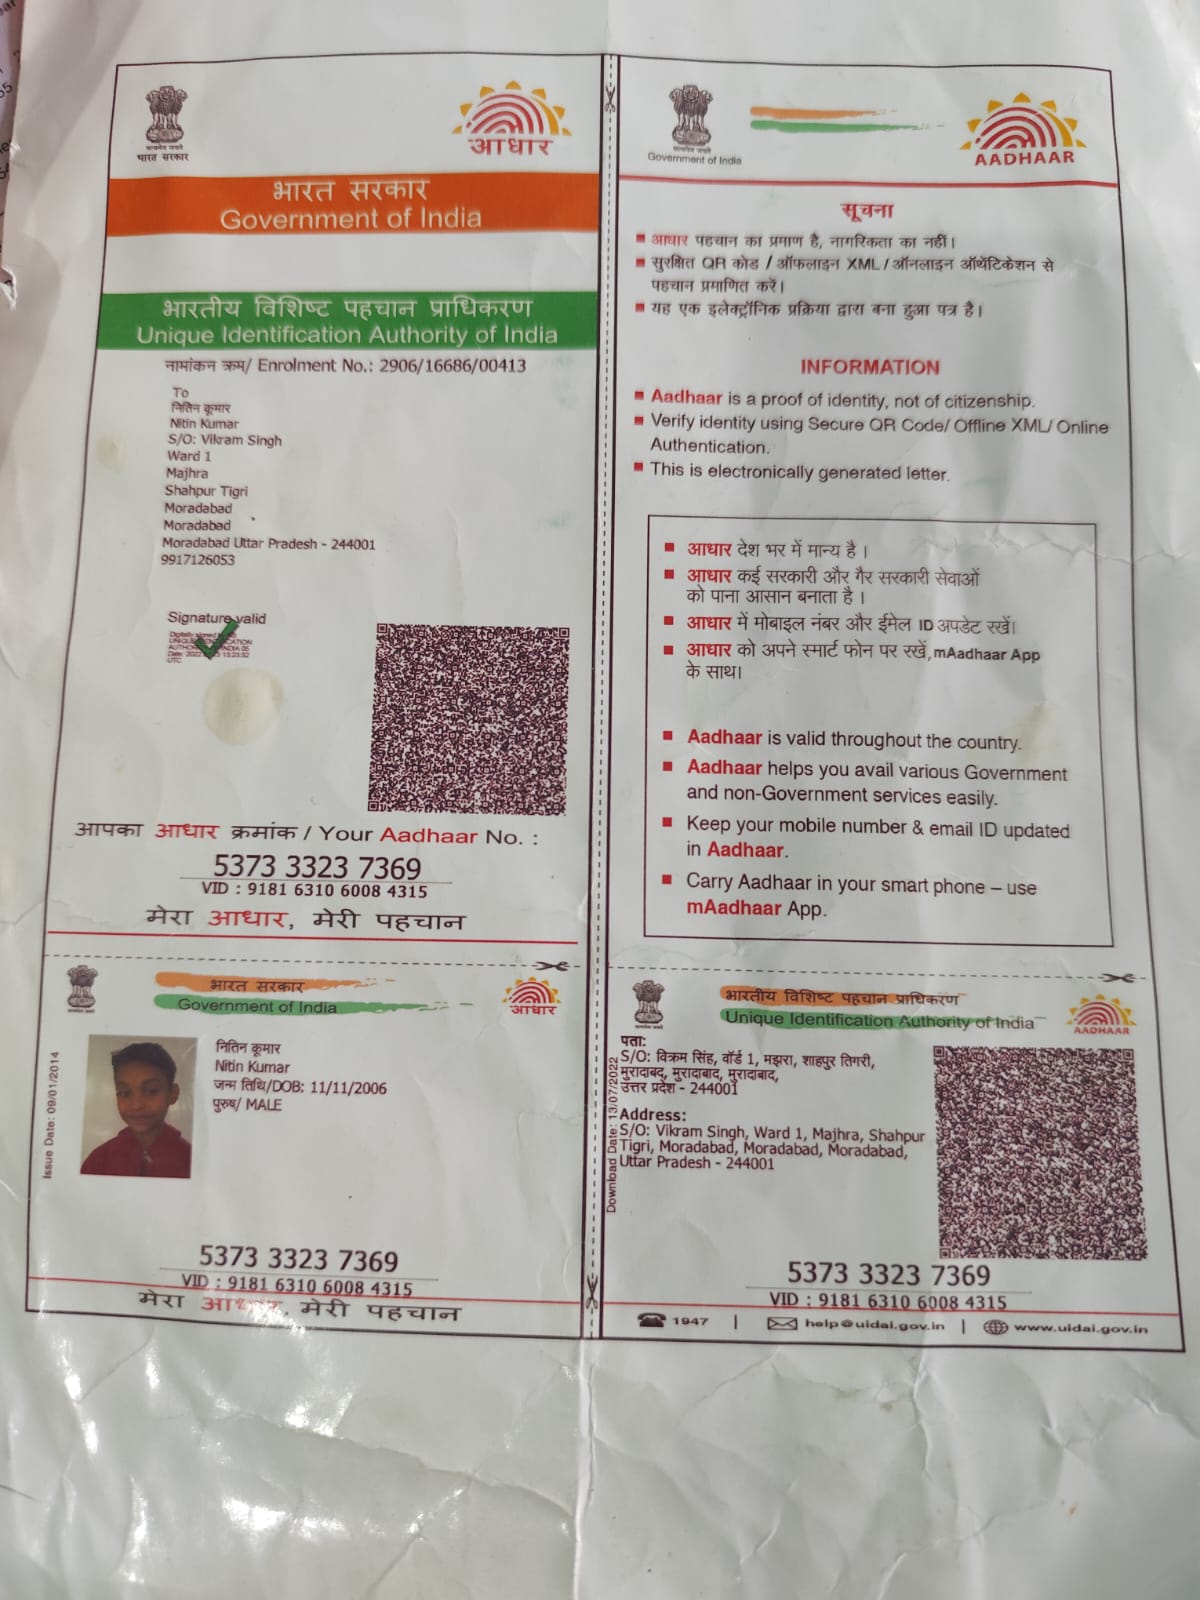 भारत सरकार
आधार
भारत सरकार
Government of India
भारतीय विशिष्ट पहचान प्राधिकरण
Unique Identification Authority of India
नामांकन क्रम/ Enrolment No.: 2906/16686/00413
To
नितिन कुमार
Nitin Kumar
S/O: Vikram Singh
Ward 1
Majhra
Shahpur Tigri
Moradabad
Moradabad
Moradabad Uttar Pradesh - 244001
9917126053
Signature valid
आपका आधार क्रमांक / Your Aadhaar No. :
5373 3323 7369
VID : 9181 6310 6008 4315
मेरा आधार, मेरी पहचान
Government of India
AADHAAR
सूचना
आधार पहचान का प्रमाण है, नागरिकता का नहीं।
सुरक्षित QR कोड / ऑफलाइन XML / ऑनलाइन ऑथेंटिकेशन से
पहचान प्रमाणित करें।
यह एक इलेक्ट्रॉनिक प्रक्रिया द्वारा बना हुआ पत्र है।
INFORMATION
Aadhaar is a proof of identity, not of citizenship.
Verify identity using Secure QR Code/ Offline XML/ Online
Authentication.
This is electronically generated letter.
आधार देश भर में मान्य है।
आधार कई सरकारी और गैर सरकारी सेवाओं
को पाना आसान बनाता है।
आधार में मोबाइल नंबर और ईमेल ID अपडेट रखें।
आधार को अपने स्मार्ट फोन पर रखें, mAadhaar App
के साथ।
Aadhaar is valid throughout the country.
Aadhaar helps you avail various Government
and non-Government services easily.
Keep your mobile number & email ID updated
in Aadhaar.
Carry Aadhaar in your smart phone – use
mAadhaar App.
भारत सरकार
Government of India
आधार
Issue Date: 09/01/2014
नितिन कुमार
Nitin Kumar
जन्म तिथि/DOB: 11/11/2006
पुरुष/ MALE
5373 3323 7369
VID : 9181 6310 6008 4315
मेरा आधार, मेरी पहचान
भारतीय विशिष्ट पहचान प्राधिकरण
Unique Identification Authority of India
AADHAAR
Download Date: 13/07/2022
पता:
S/O: विक्रम सिंह, वॉर्ड 1, मझरा, शाहपुर तिगरी,
मुरादाबद, मुरादाबाद, मुरादाबाद,
उत्तर प्रदेश - 244001
Address:
S/O: Vikram Singh, Ward 1, Majhra, Shahpur
Tigri, Moradabad, Moradabad, Moradabad,
Uttar Pradesh - 244001
5373 3323 7369
VID : 9181 6310 6008 4315
1947 | help@uidai.gov.in | www.uidai.gov.in